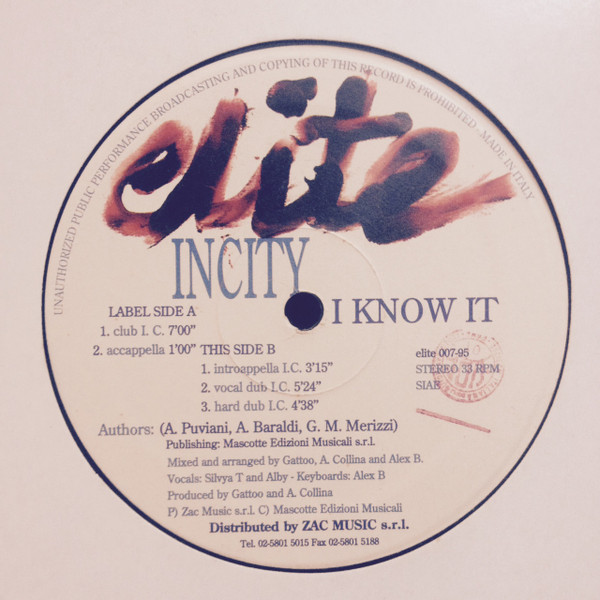 UNAUTHORIZED PUBLIC PERFORMANCE BROADCASTING AND COPYING OF THIS RECORD IS PROHIBITED - MADE IN ITALY
elite
INCITY
I KNOW IT
LABEL SIDE A
1. club I. C. 7'00"
2. accappella 1'00"
THIS SIDE B
1. introappella I.C. 3'15"
2. vocal dub I.C. 5'24"
3. hard dub I.C. 4'38"
elite 007-95
STEREO 33 RPM
SIAE
Authors: (A. Puviani, A. Baraldi, G. M. Merizzi)
Publishing: Mascotte Edizioni Musicali s.r.l.
Mixed and arranged by Gattoo, A. Collina and Alex B.
Vocals: Silvya T and Alby - Keyboards: Alex B
Produced by Gattoo and A. Collina
P) Zac Music s.r.l. C) Mascotte Edizioni Musicali
Distributed by ZAC MUSIC s.r.l.
Tel. 02-5801 5015 Fax 02-5801 5188